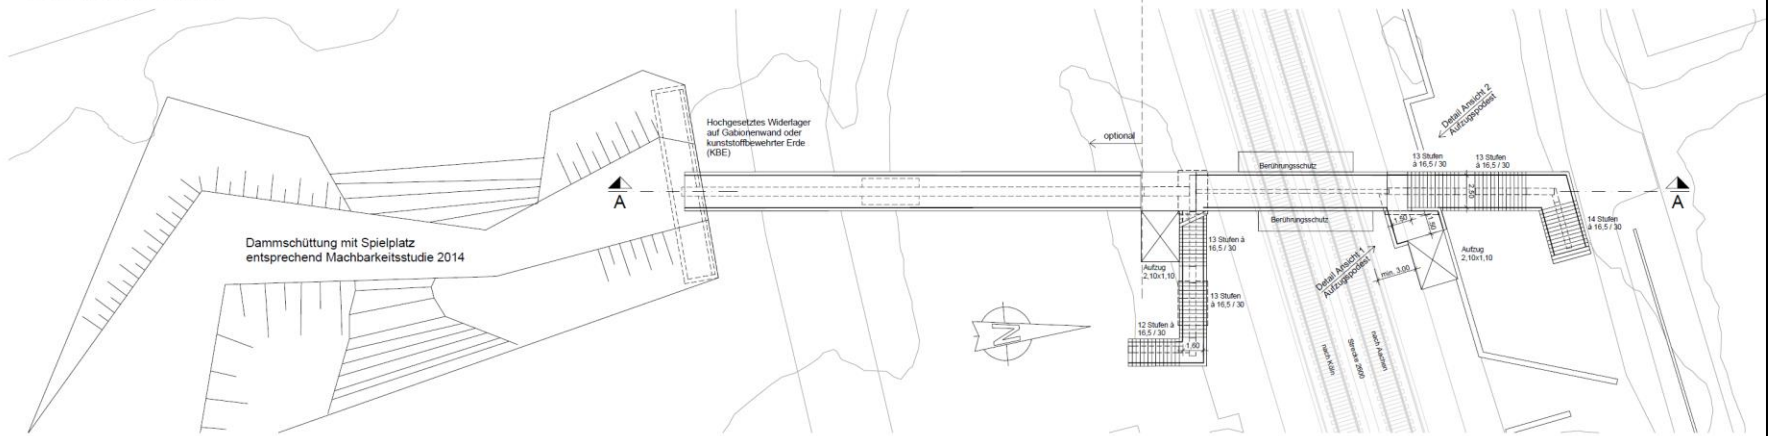 Hochgesetztes Widerlager
auf Gabionenwand oder
kunststoffbewehrter Erde
(KBE)
optional
Detail Ansicht 2
Aufzugspodest
Berührungsschutz
13 Stufen
à 16,5 / 30
13 Stufen
à 16,5 / 30
A
2,50
A
Dammschüttung mit Spielplatz
entsprechend Machbarkeitsstudie 2014
Berührungsschutz
1,50
1,50
14 Stufen
à 16,5 / 30
13 Stufen à
16,5 / 30
Aufzug
2,10x1,10
Detail Ansicht 1
Aufzugspodest
min. 3,00
Aufzug
2,10x1,10
13 Stufen
à 16,5 / 30
N
12 Stufen à
16,5 / 30
1,60
nach Köln
Strecke 2600
nach Aachen